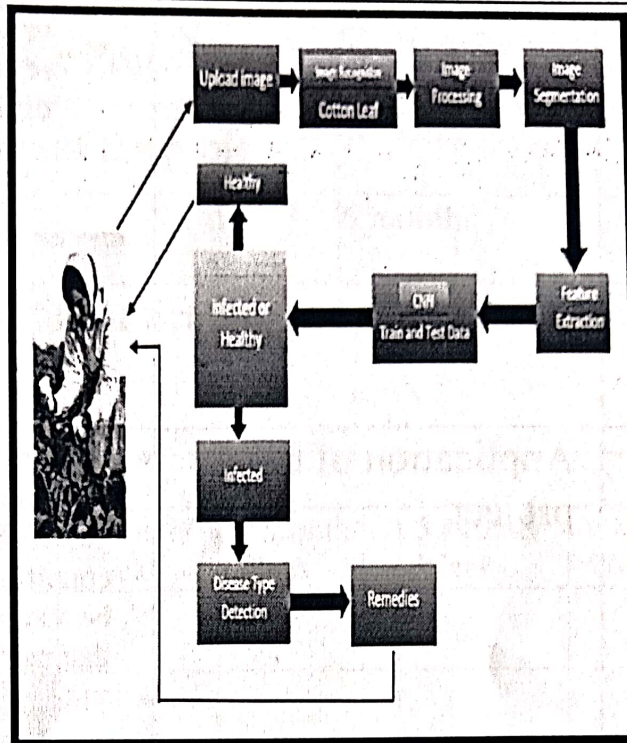 Upload image
Image Recognition
Cotton Leaf
Image
Processing
Image
Segmentation
Feature
Extraction
CNN
Train and Test Data
Infected or
Healthy
Healthy
Infected
Disease Type
Detection
Remedies